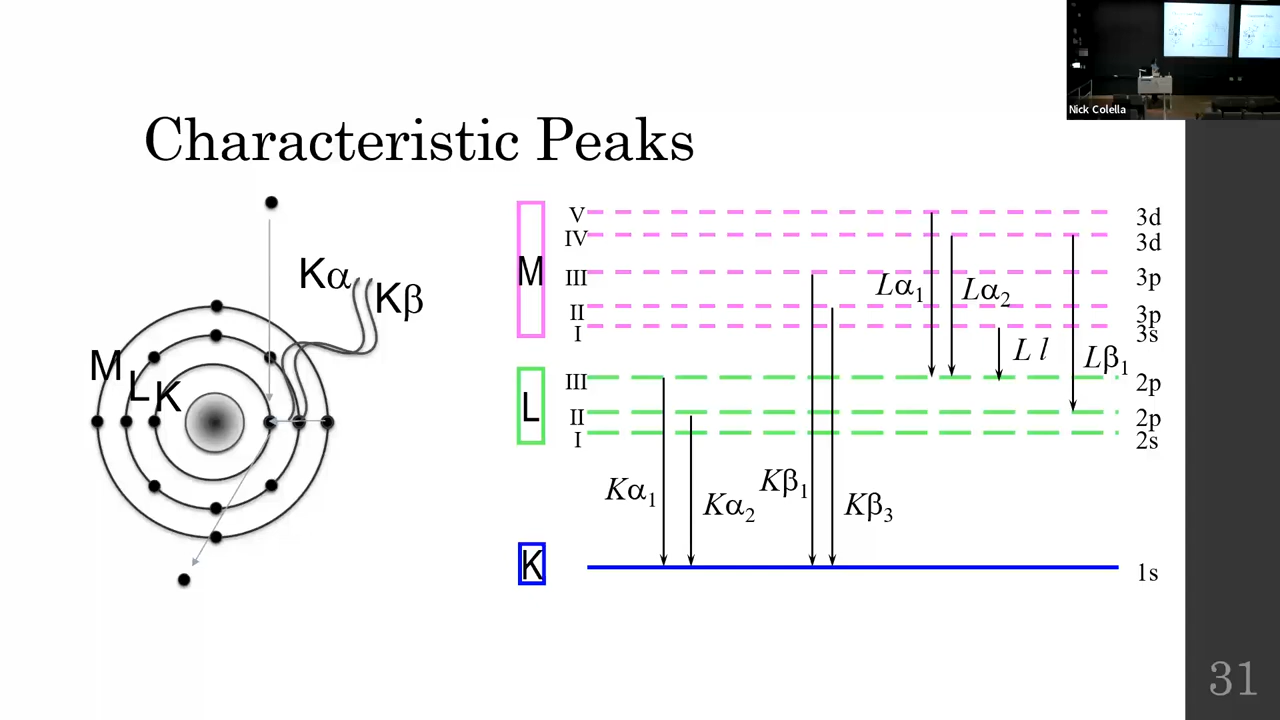 Nick Colella
Characteristic Peaks
Kα
Kβ
M
L
K
M
V
IV
III
II
I
3d
3d
3p
3p
3s
Lα1
Lα2
L l
Lβ1
L
III
II
I
2p
2p
2s
Kα1
Kα2
Kβ1
Kβ3
K
1s
31